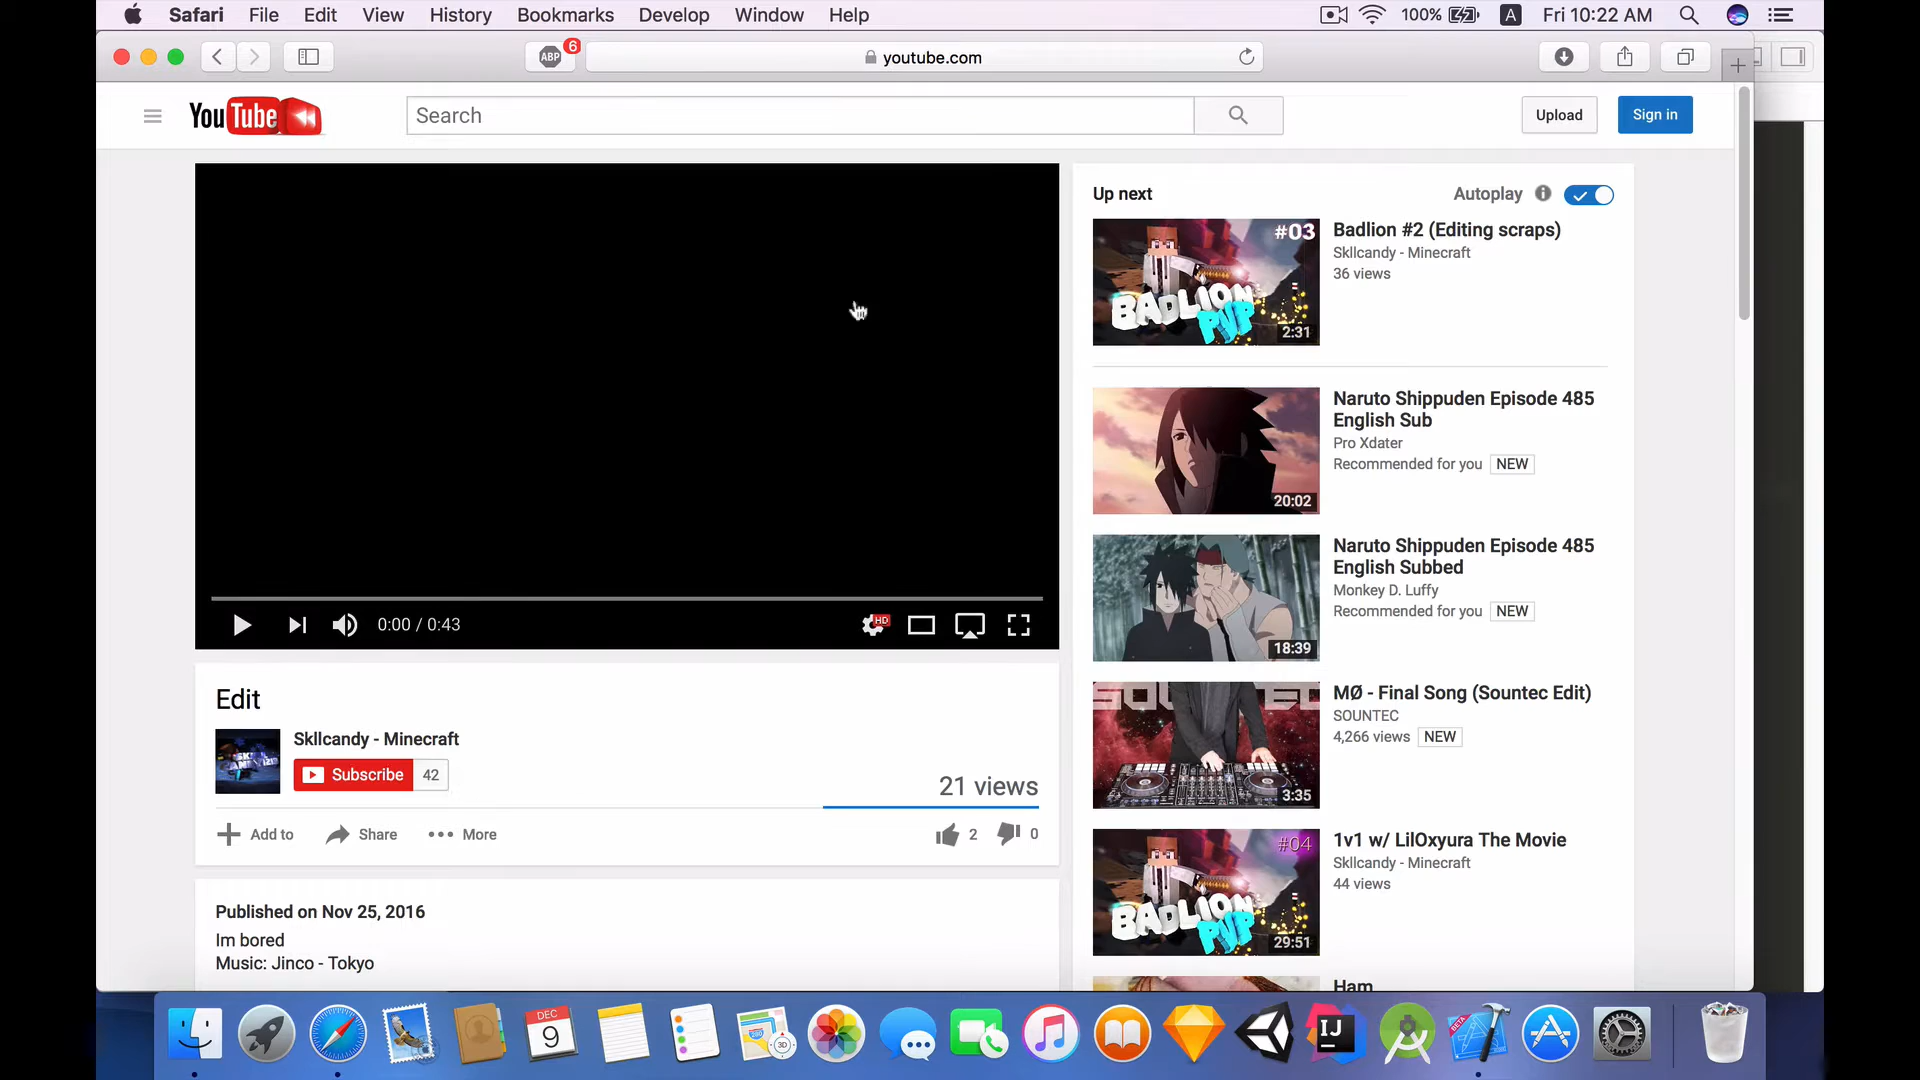 Safari File Edit View History Bookmarks Develop Window Help
100% A Fri 10:22 AM
ABP 6 youtube.com
YouTube Search Upload Sign in
Up next Autoplay
#03
BADLION
PVP
2:31
Badlion #2 (Editing scraps)
Skllcandy - Minecraft
36 views
20:02
Naruto Shippuden Episode 485
English Sub
Pro Xdater
Recommended for you NEW
18:39
Naruto Shippuden Episode 485
English Subbed
Monkey D. Luffy
Recommended for you NEW
3:35
MØ - Final Song (Sountec Edit)
SOUNTEC
4,266 views NEW
#04
BADLION
PVP
29:51
1v1 w/ LilOxyura The Movie
Skllcandy - Minecraft
44 views
Ham
0:00 / 0:43 HD
Edit
Skllcandy - Minecraft
Subscribe 42
21 views
Add to Share More 2 0
Published on Nov 25, 2016
Im bored
Music: Jinco - Tokyo
DEC
9
3D
IJ
BETA